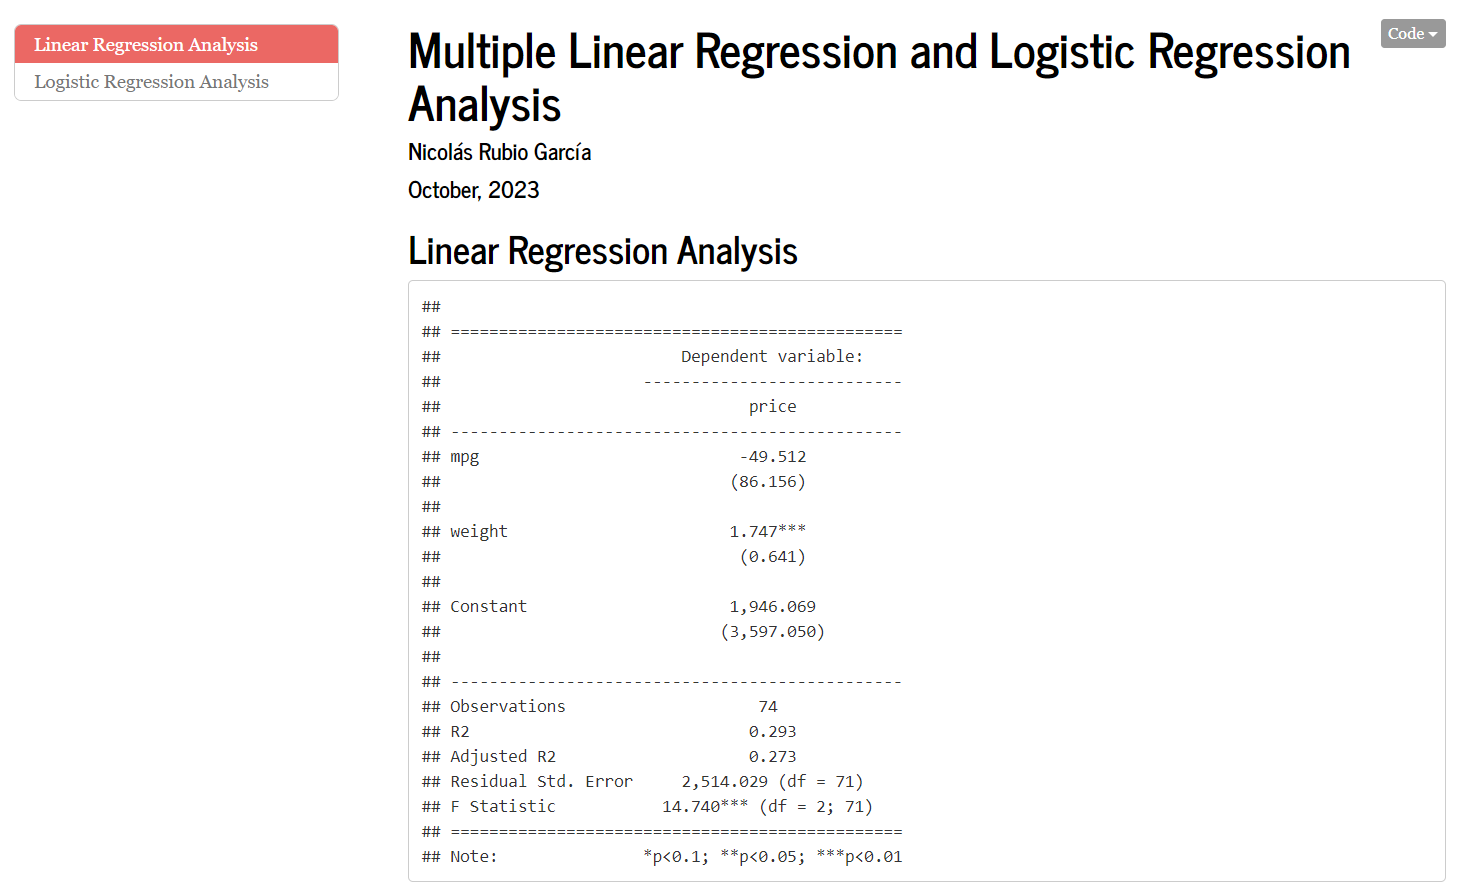 Linear Regression Analysis
Logistic Regression Analysis
Code
Multiple Linear Regression and Logistic Regression
Analysis
Nicolás Rubio García
October, 2023
Linear Regression Analysis
##
## ===============================================
##                         Dependent variable:
##                     ---------------------------
##                                price
## -----------------------------------------------
## mpg                           -49.512
##                              (86.156)
##
## weight                       1.747***
##                               (0.641)
##
## Constant                     1,946.069
##                             (3,597.050)
##
## -----------------------------------------------
## Observations                    74
## R2                             0.293
## Adjusted R2                    0.273
## Residual Std. Error     2,514.029 (df = 71)
## F Statistic           14.740*** (df = 2; 71)
## ===============================================
## Note:               *p<0.1; **p<0.05; ***p<0.01